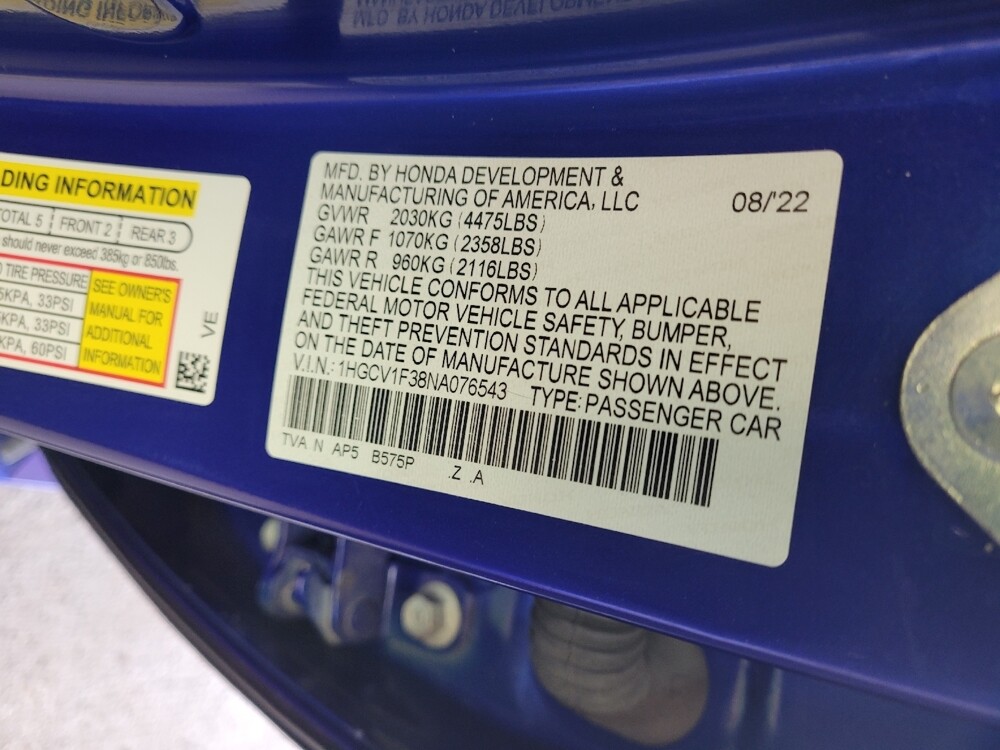 DING INFORMATION
TOTAL 5 FRONT 2 REAR 3
should never exceed 385kg or 850lbs.
TIRE PRESSURE
KPA, 33PSI
KPA, 33PSI
KPA, 60PSI
SEE OWNER'S
MANUAL FOR
ADDITIONAL
INFORMATION
VE
MFD. BY HONDA DEVELOPMENT &
MANUFACTURING OF AMERICA, LLC 08/'22
GVWR 2030KG (4475LBS)
GAWR F 1070KG (2358LBS)
GAWR R 960KG (2116LBS)
THIS VEHICLE CONFORMS TO ALL APPLICABLE
FEDERAL MOTOR VEHICLE SAFETY, BUMPER,
AND THEFT PREVENTION STANDARDS IN EFFECT
ON THE DATE OF MANUFACTURE SHOWN ABOVE.
V.I.N.: 1HGCV1F38NA076543 TYPE: PASSENGER CAR
TVA N AP5 B575P .Z .A